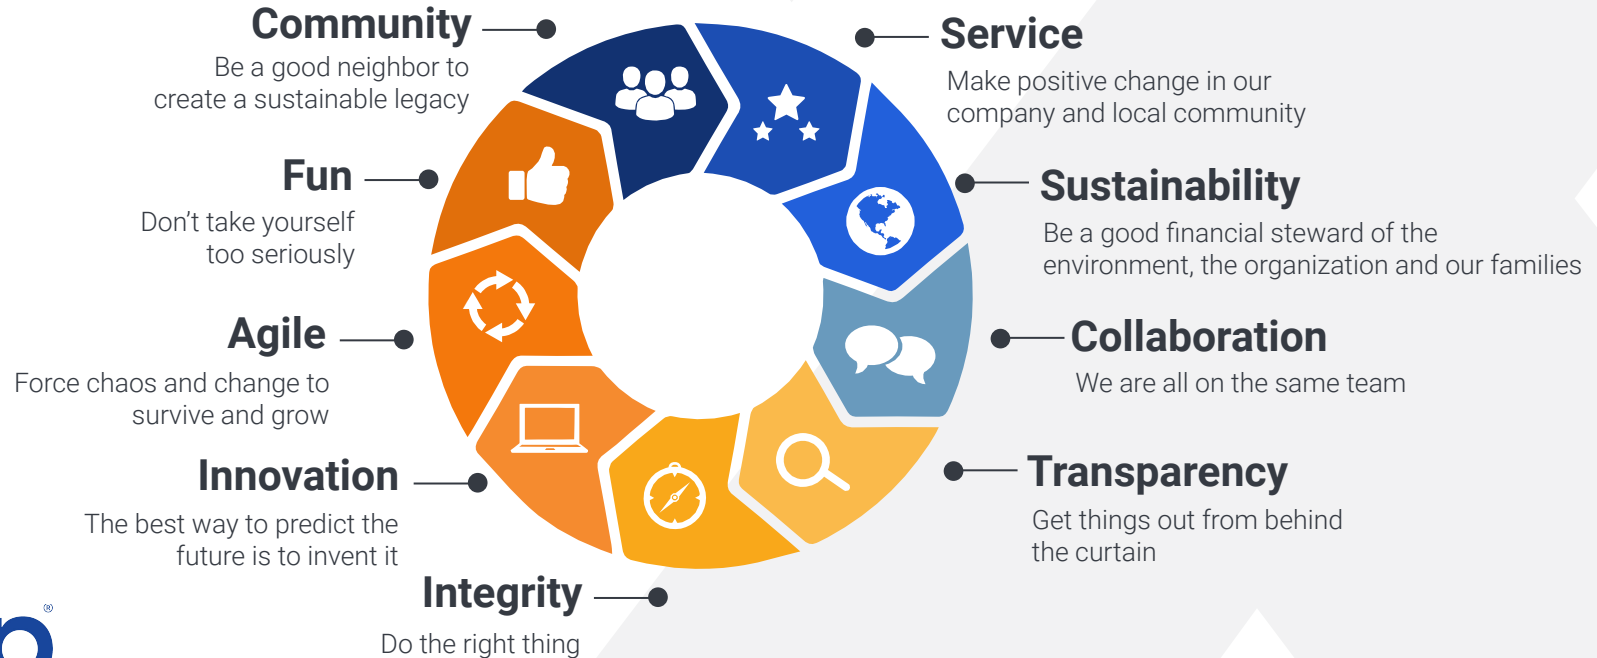 Community
Be a good neighbor to
create a sustainable legacy
Service
Make positive change in our
company and local community
Fun
Don’t take yourself
too seriously
Sustainability
Be a good financial steward of the
environment, the organization and our families
Agile
Force chaos and change to
survive and grow
Collaboration
We are all on the same team
Innovation
The best way to predict the
future is to invent it
Transparency
Get things out from behind
the curtain
Integrity
Do the right thing
®